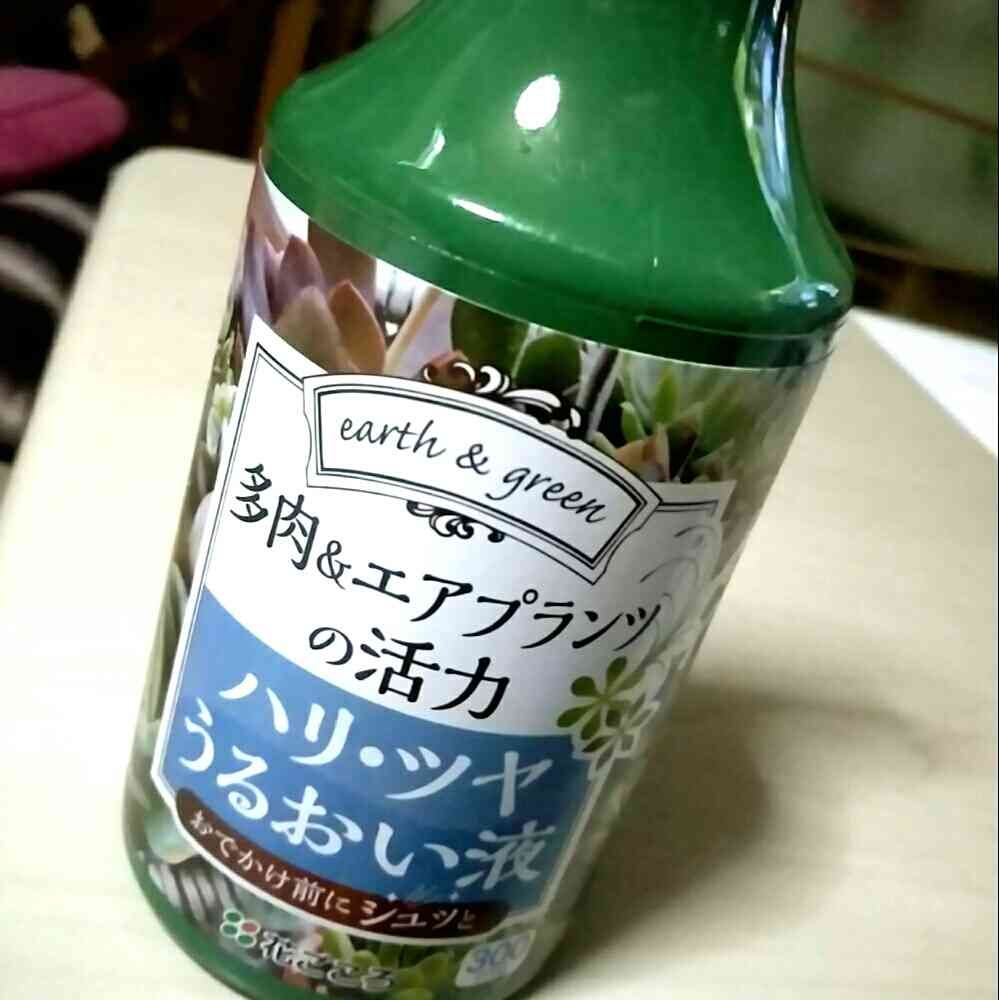 earth & green
多肉&エアプランツ
の活力
ハリ・ツヤ
うるおい液
おでかけ前にシュッと
花ごころ
300